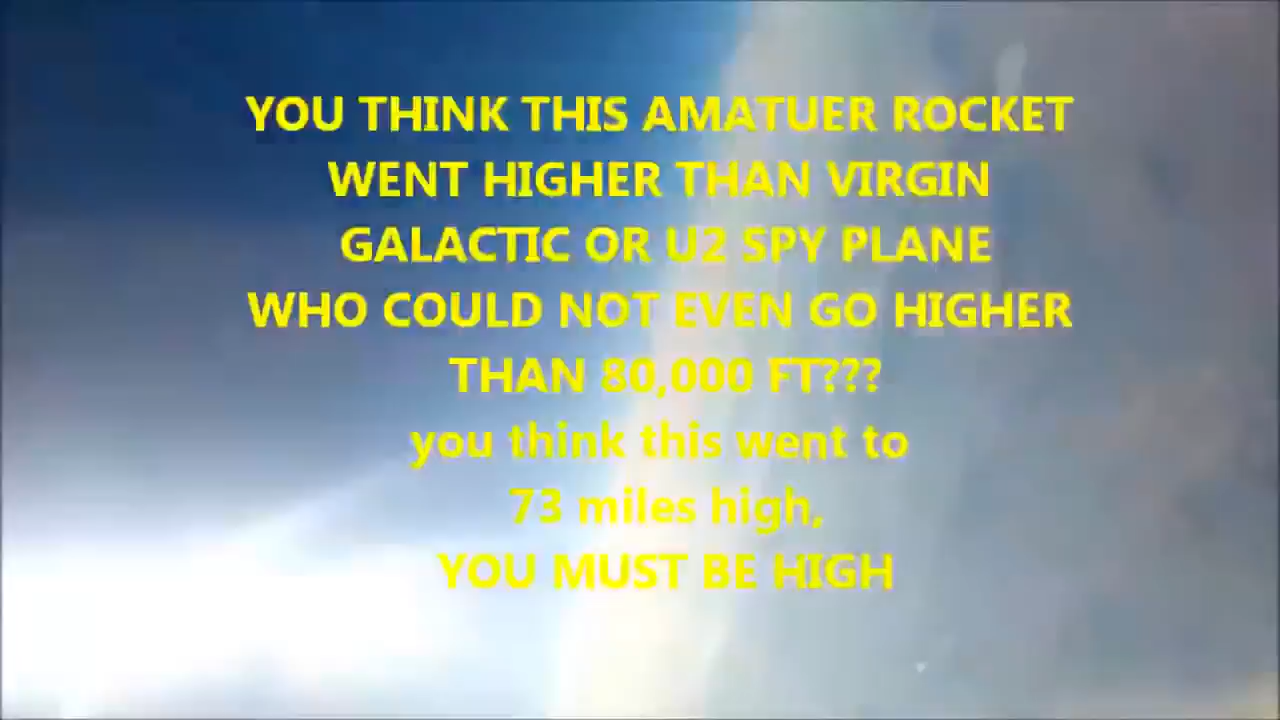 YOU THINK THIS AMATUER ROCKET
WENT HIGHER THAN VIRGIN
GALACTIC OR U2 SPY PLANE
WHO COULD NOT EVEN GO HIGHER
THAN 80,000 FT???
you think this went to
73 miles high,
YOU MUST BE HIGH